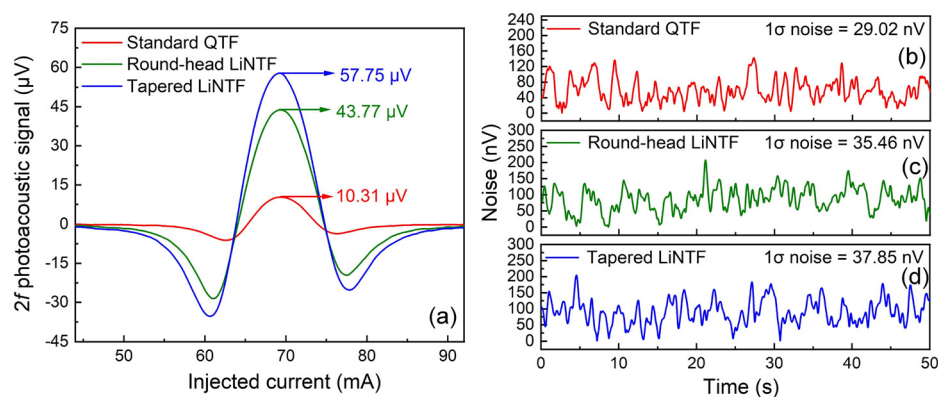 2f photoacoustic signal (µV)
75
60
45
30
15
0
-15
-30
-45
Standard QTF
Round-head LiNTF
Tapered LiNTF
57.75 µV
43.77 µV
10.31 µV
(a)
50 60 70 80 90
Injected current (mA)
Noise (nV)
240
200
160
120
80
40
0
Standard QTF 1σ noise = 29.02 nV
(b)
300
250
200
150
100
50
0
Round-head LiNTF 1σ noise = 35.46 nV
(c)
300
250
200
150
100
50
0
Tapered LiNTF 1σ noise = 37.85 nV
(d)
0 10 20 30 40 50
Time (s)